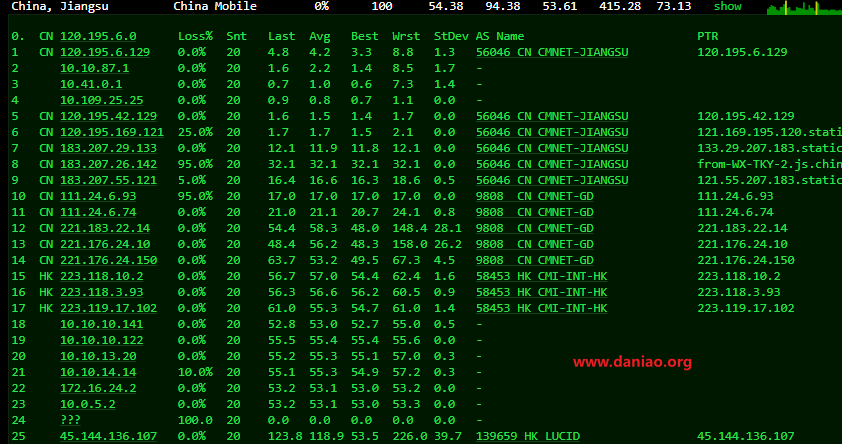 China, Jiangsu China Mobile 0% 100 54.38 94.38 53.61 415.28 73.13 show
0. CN 120.195.6.0 Loss% Snt Last Avg Best Wrst StDev AS Name PTR
1 CN 120.195.6.129 0.0% 20 4.8 4.2 3.3 8.8 1.3 56046 CN CMNET-JIANGSU 120.195.6.129
2 10.10.87.1 0.0% 20 1.6 2.2 1.4 8.5 1.7 -
3 10.41.0.1 0.0% 20 0.7 1.0 0.6 7.3 1.4 -
4 10.109.25.25 0.0% 20 0.9 0.8 0.7 1.1 0.0 -
5 CN 120.195.42.129 0.0% 20 1.6 1.5 1.4 1.7 0.0 56046 CN CMNET-JIANGSU 120.195.42.129
6 CN 120.195.169.121 25.0% 20 1.7 1.7 1.5 2.1 0.0 56046 CN CMNET-JIANGSU 121.169.195.120.static
7 CN 183.207.29.133 0.0% 20 12.1 11.9 11.8 12.1 0.0 56046 CN CMNET-JIANGSU 133.29.207.183.static
8 CN 183.207.26.142 95.0% 20 32.1 32.1 32.1 32.1 0.0 56046 CN CMNET-JIANGSU from-WX-TKY-2.js.chin
9 CN 183.207.55.121 5.0% 20 16.4 16.6 16.3 18.6 0.5 56046 CN CMNET-JIANGSU 121.55.207.183.static
10 CN 111.24.6.93 95.0% 20 17.0 17.0 17.0 17.0 0.0 9808 CN CMNET-GD 111.24.6.93
11 CN 111.24.6.74 0.0% 20 21.0 21.1 20.7 24.1 0.8 9808 CN CMNET-GD 111.24.6.74
12 CN 221.183.22.14 0.0% 20 54.4 58.3 48.0 148.4 28.1 9808 CN CMNET-GD 221.183.22.14
13 CN 221.176.24.10 0.0% 20 48.4 56.2 48.3 158.0 26.2 9808 CN CMNET-GD 221.176.24.10
14 CN 221.176.24.150 0.0% 20 63.7 53.2 49.5 67.3 4.5 9808 CN CMNET-GD 221.176.24.150
15 HK 223.118.10.2 0.0% 20 56.7 57.0 54.4 62.4 1.6 58453 HK CMI-INT-HK 223.118.10.2
16 HK 223.118.3.93 0.0% 20 56.3 56.6 56.2 60.5 0.9 58453 HK CMI-INT-HK 223.118.3.93
17 HK 223.119.17.102 0.0% 20 61.0 55.3 54.7 61.0 1.4 58453 HK CMI-INT-HK 223.119.17.102
18 10.10.10.141 0.0% 20 52.8 53.0 52.7 55.0 0.5 -
19 10.10.10.122 0.0% 20 55.5 55.4 55.4 55.6 0.0 -
20 10.10.13.20 0.0% 20 55.2 55.3 55.1 57.0 0.3 -
www.daniao.org
21 10.10.14.14 10.0% 20 55.1 55.3 54.9 57.2 0.3 -
22 172.16.24.2 0.0% 20 53.2 53.1 53.0 53.2 0.0 -
23 10.0.5.2 0.0% 20 53.2 53.1 53.0 53.3 0.0 -
24 ??? 100.0 20 0.0 0.0 0.0 0.0 0.0 -
25 45.144.136.107 0.0% 20 123.8 118.9 53.5 226.0 39.7 139659 HK LUCID 45.144.136.107